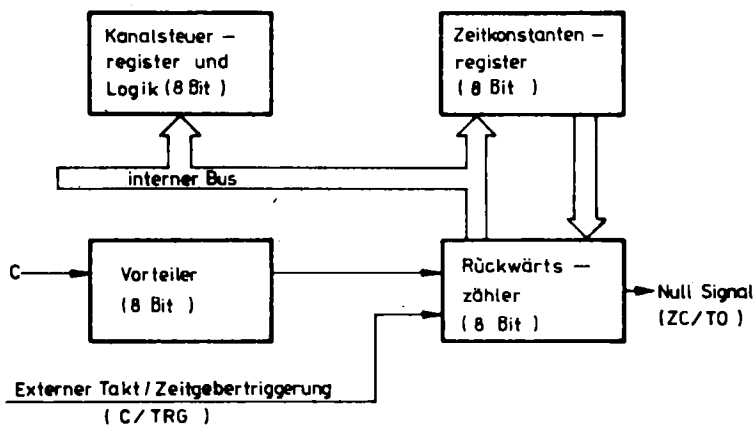 Kanalsteuer-
register und
Logik (8 Bit )
Zeitkonstanten -
register
( 8 Bit )
interner Bus
C
Vorteiler
(8 Bit )
Rückwärts -
zähler
( 8 Bit )
Null Signal
(ZC/TO)
Externer Takt / Zeitgebertriggerung
( C/TRG )